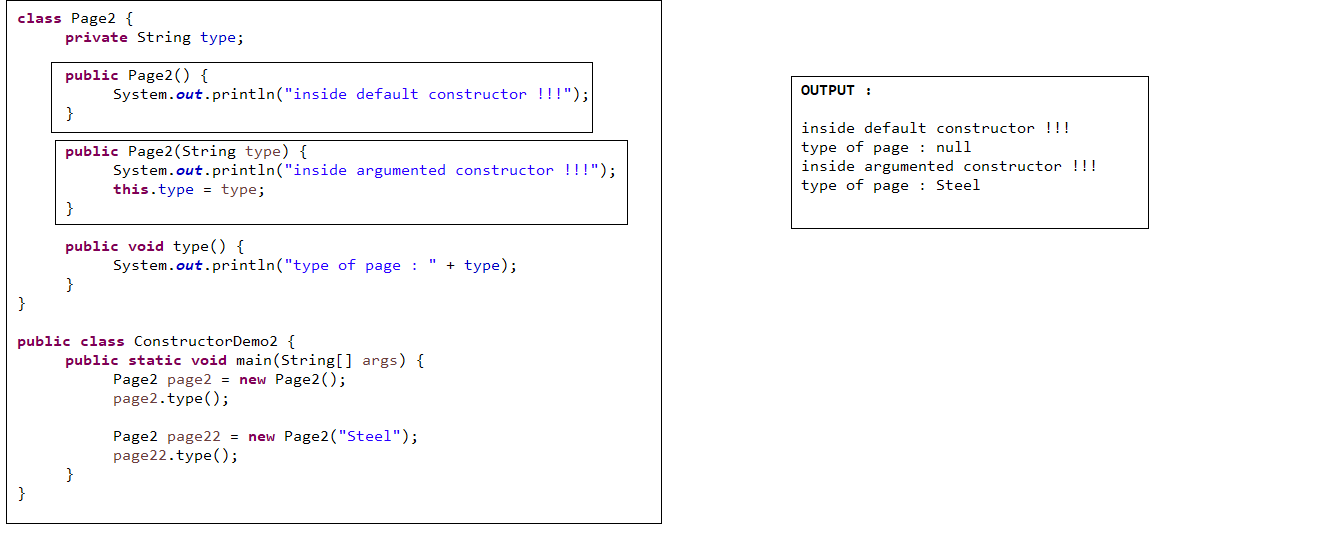 class Page2 {
private String type;
public Page2() {
System.out.println("inside default constructor !!!");
}
public Page2(String type) {
System.out.println("inside argumented constructor !!!");
this.type = type;
}
public void type() {
System.out.println("type of page : " + type);
}
}
public class ConstructorDemo2 {
public static void main(String[] args) {
Page2 page2 = new Page2();
page2.type();
Page2 page22 = new Page2("Steel");
page22.type();
}
}
OUTPUT :
inside default constructor !!!
type of page : null
inside argumented constructor !!!
type of page : Steel